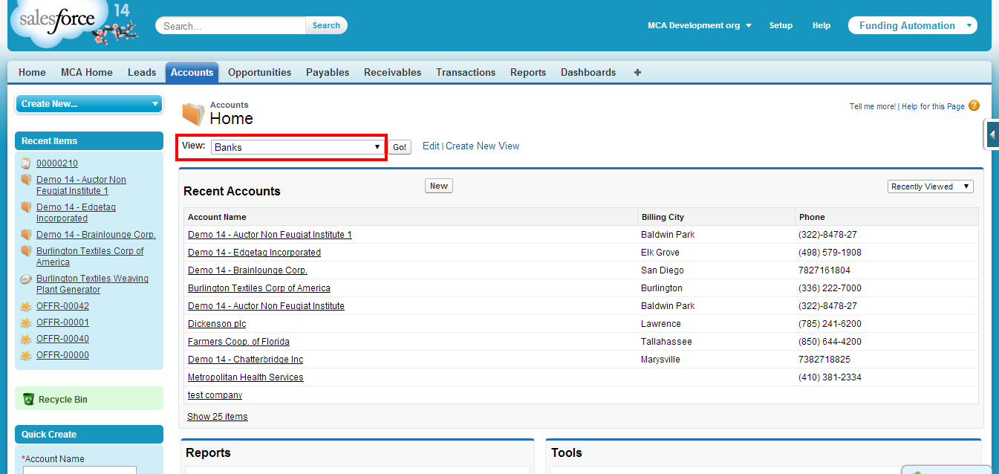 salesforce
14
Search...
Search
MCA Development org
Setup
Help
Funding Automation
Home
MCA Home
Leads
Accounts
Opportunities
Payables
Receivables
Transactions
Reports
Dashboards
+
Create New...
Recent Items
00000210
Demo 14 - Auctor Non
Feugiat Institute 1
Demo 14 - Edgetag
Incorporated
Demo 14 - Brainlounge Corp.
Burlington Textiles Corp of
America
Burlington Textiles Weaving
Plant Generator
OFFR-00042
OFFR-00001
OFFR-00040
OFFR-00000
Recycle Bin
Quick Create
*Account Name
Accounts
Home
Tell me more! | Help for this Page ?
View: Banks
Go!
Edit | Create New View
Recent Accounts
New
Recently Viewed
Account Name Billing City Phone
Demo 14 - Auctor Non Feugiat Institute 1 Baldwin Park (322)-8478-27
Demo 14 - Edgetag Incorporated Elk Grove (498) 579-1908
Demo 14 - Brainlounge Corp. San Diego 7827161804
Burlington Textiles Corp of America Burlington (336) 222-7000
Demo 14 - Auctor Non Feugiat Institute Baldwin Park (322)-8478-27
Dickenson plc Lawrence (785) 241-6200
Farmers Coop. of Florida Tallahassee (850) 644-4200
Demo 14 - Chatterbridge Inc Marysville 7382718825
Metropolitan Health Services (410) 381-2334
test company
Show 25 items
Reports
Tools